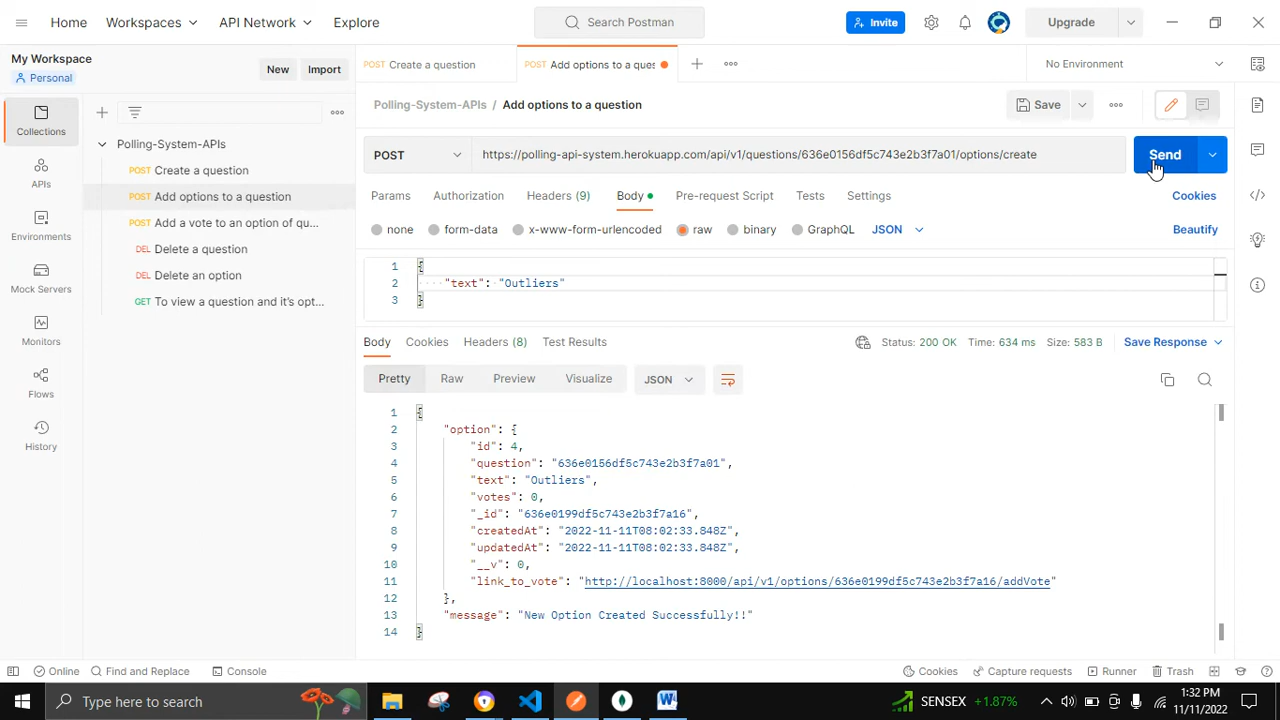 Home Workspaces API Network Explore Search Postman Invite Upgrade
My Workspace
Personal
New Import
POST Create a question POST Add options to a ques No Environment
Polling-System-APIs / Add options to a question Save
Collections
APIs
Environments
Mock Servers
Monitors
Flows
History
Polling-System-APIs
POST Create a question
POST Add options to a question
POST Add a vote to an option of qu...
DEL Delete a question
DEL Delete an option
GET To view a question and it's opt...
POST https://polling-api-system.herokuapp.com/api/v1/questions/636e0156df5c743e2b3f7a01/options/create Send
Params Authorization Headers (9) Body Pre-request Script Tests Settings Cookies
none form-data x-www-form-urlencoded raw binary GraphQL JSON Beautify
1 {
2 "text": "Outliers"
3 }
Body Cookies Headers (8) Test Results Status: 200 OK Time: 634 ms Size: 583 B Save Response
Pretty Raw Preview Visualize JSON
1 {
2 "option": {
3 "id": 4,
4 "question": "636e0156df5c743e2b3f7a01",
5 "text": "Outliers",
6 "votes": 0,
7 "_id": "636e0199df5c743e2b3f7a16",
8 "createdAt": "2022-11-11T08:02:33.848Z",
9 "updatedAt": "2022-11-11T08:02:33.848Z",
10 "__v": 0,
11 "link_to_vote": "http://localhost:8000/api/v1/options/636e0199df5c743e2b3f7a16/addVote"
12 },
13 "message": "New Option Created Successfully!!"
14 }
Online Find and Replace Console Cookies Capture requests Runner Trash
Type here to search SENSEX +1.87% 1:32 PM
11/11/2022